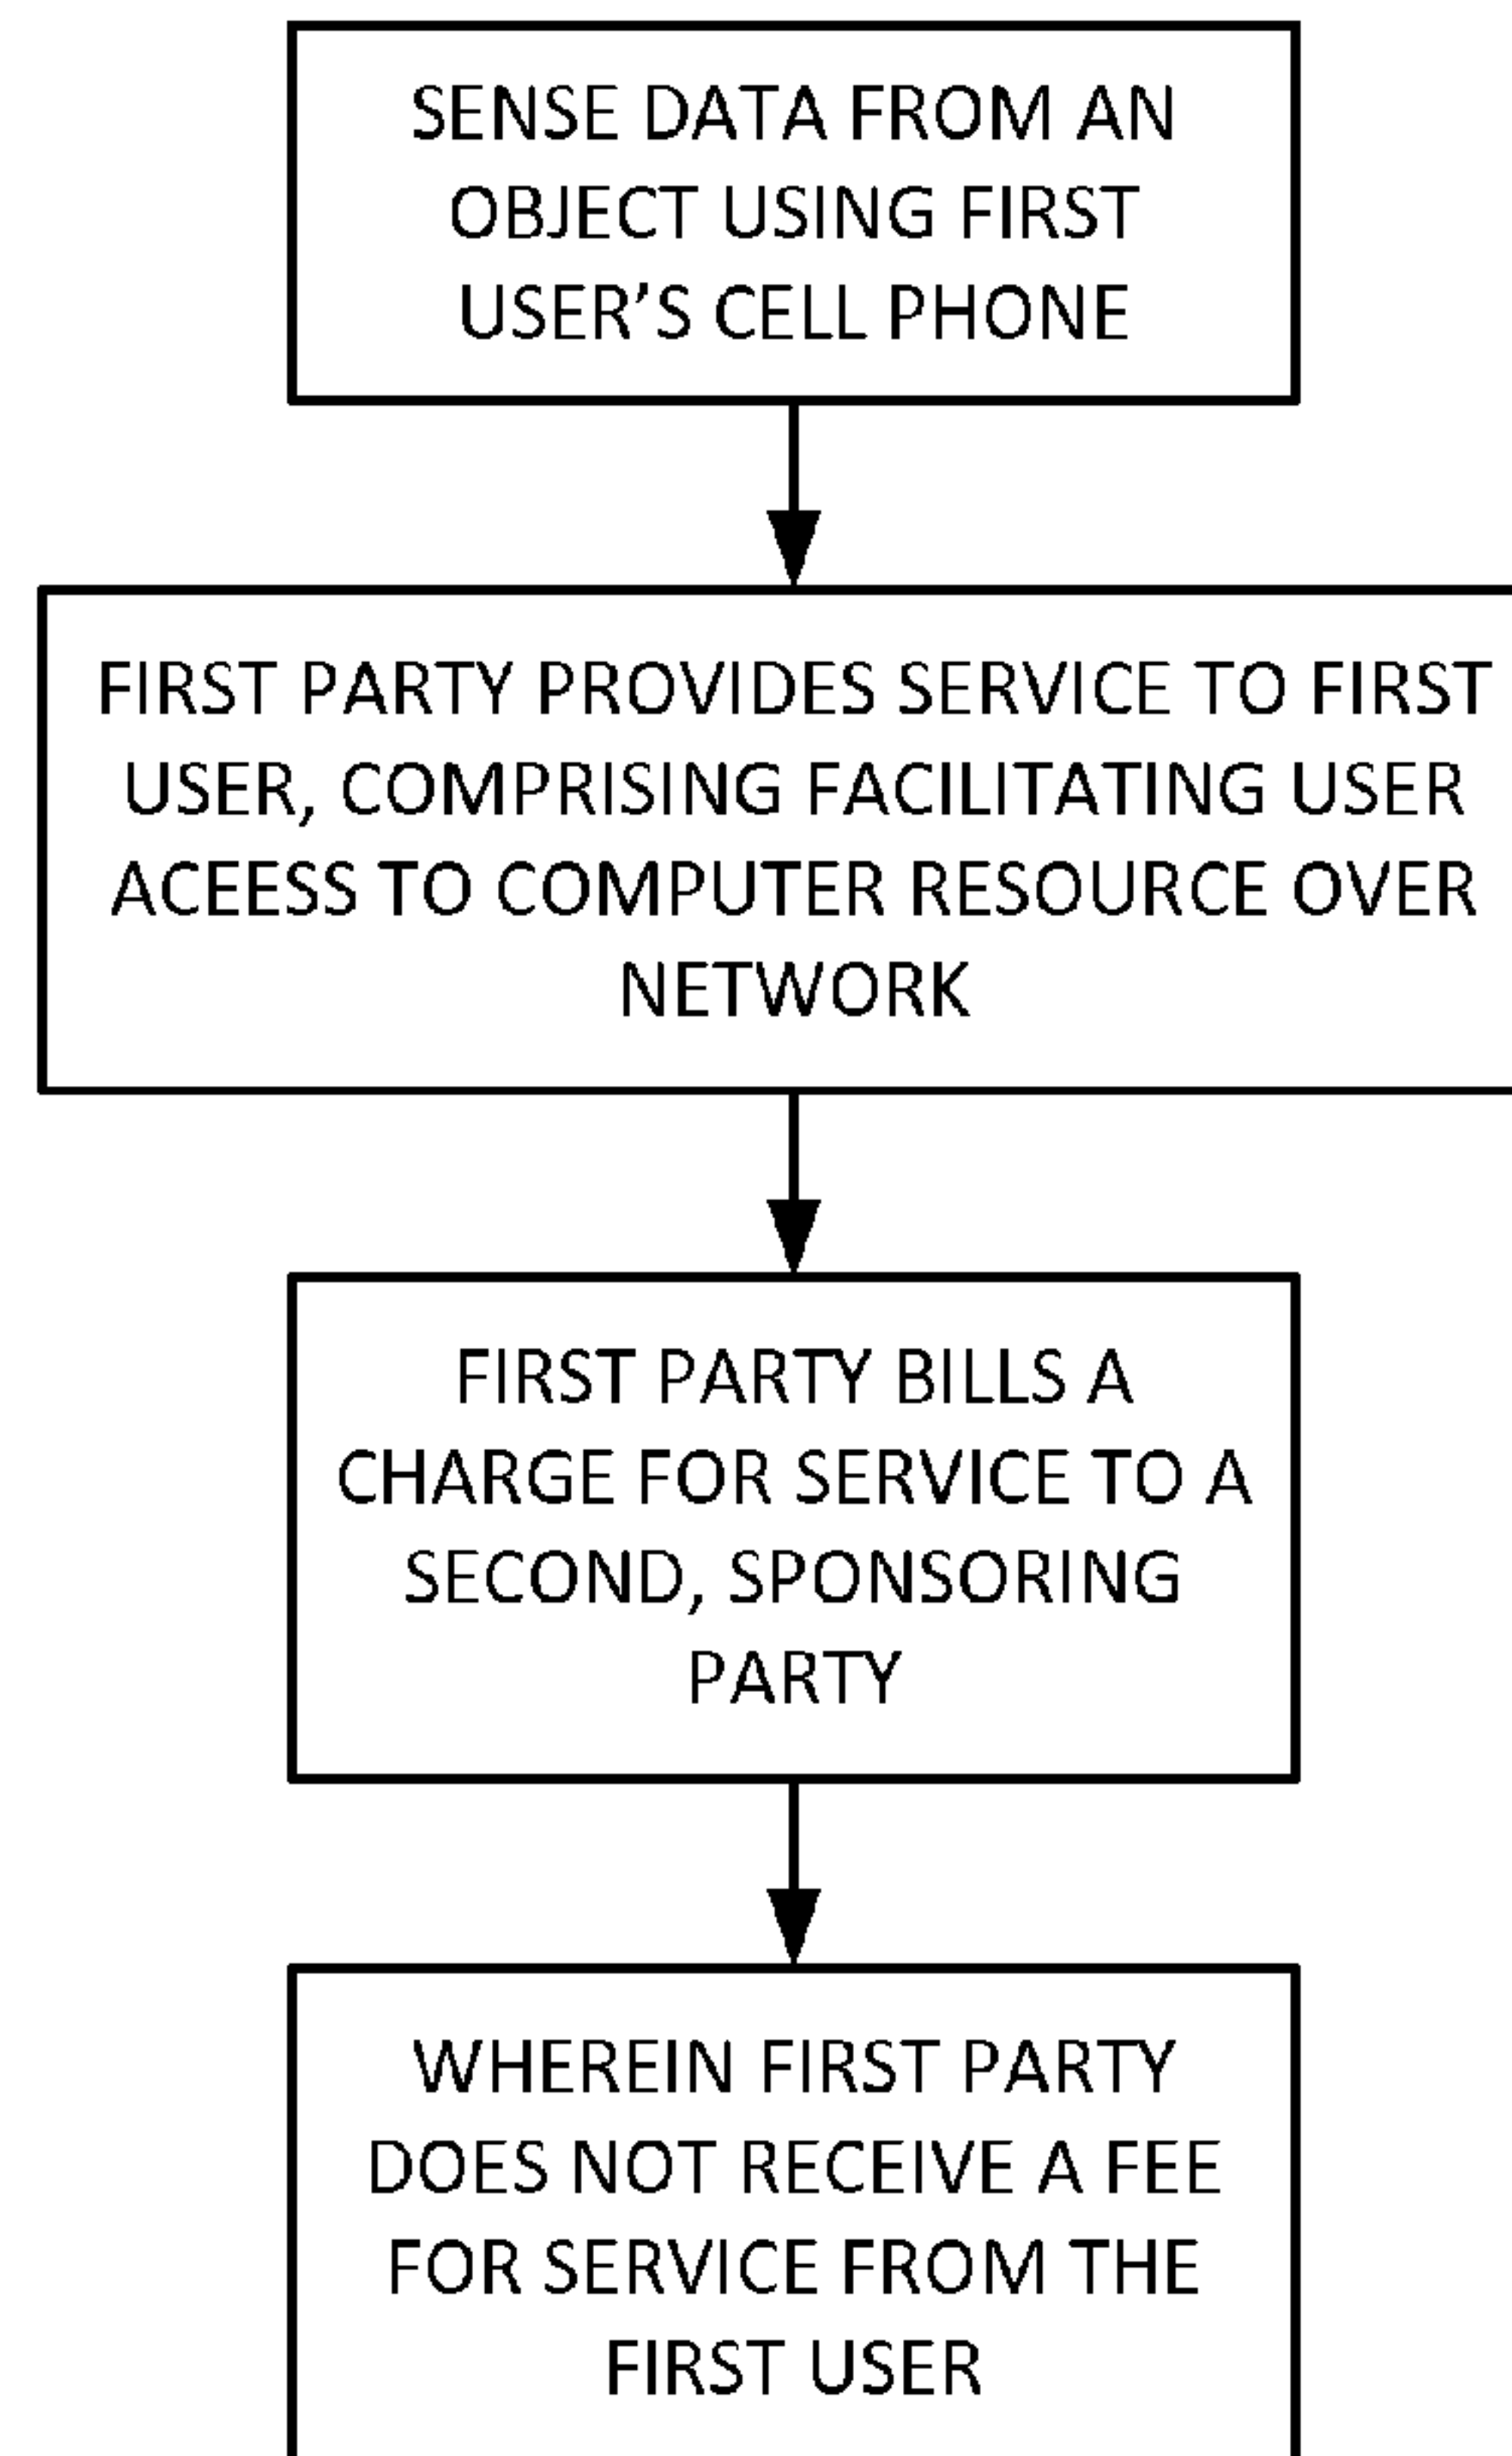 SENSE DATA FROM AN
OBJECT USING FIRST
USER’S CELL PHONE
FIRST PARTY PROVIDES SERVICE TO FIRST
USER, COMPRISING FACILITATING USER
ACEESS TO COMPUTER RESOURCE OVER
NETWORK
FIRST PARTY BILLS A
CHARGE FOR SERVICE TO A
SECOND, SPONSORING
PARTY
WHEREIN FIRST PARTY
DOES NOT RECEIVE A FEE
FOR SERVICE FROM THE
FIRST USER